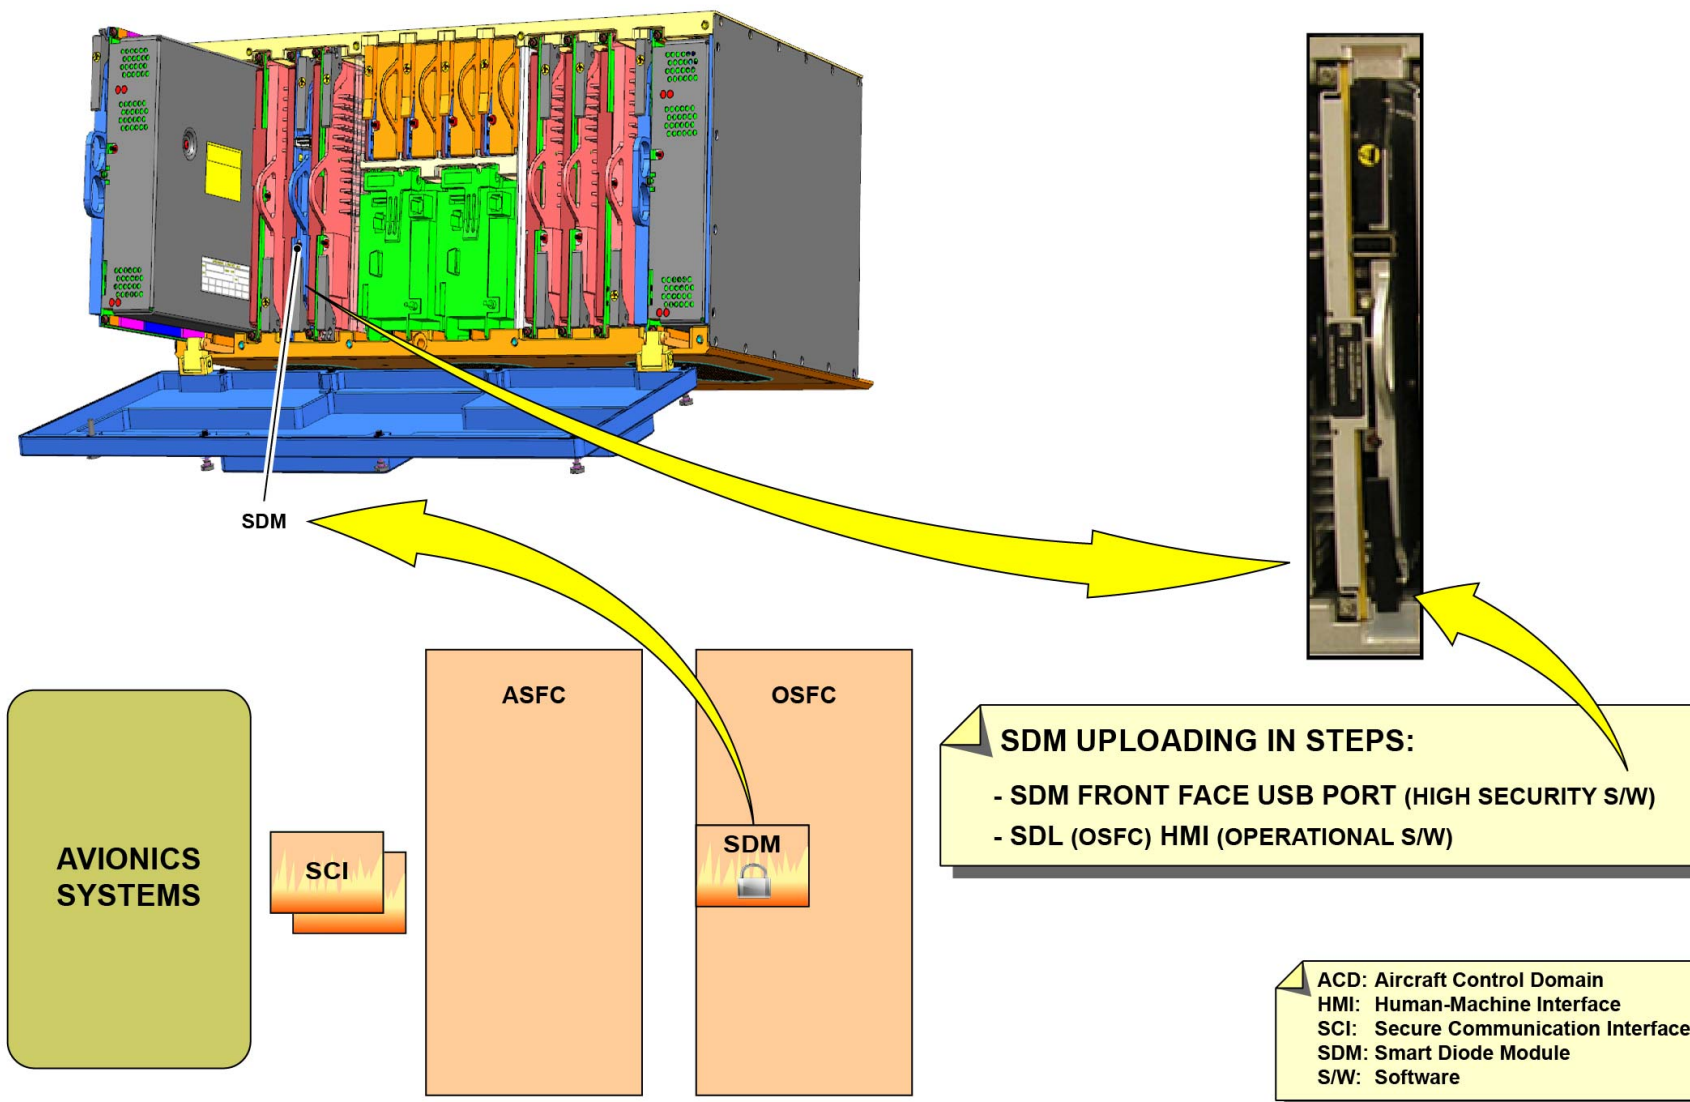 SDM
ASFC
OSFC
AVIONICS
SYSTEMS
SCI
SDM
SDM UPLOADING IN STEPS:
- SDM FRONT FACE USB PORT (HIGH SECURITY S/W)
- SDL (OSFC) HMI (OPERATIONAL S/W)
ACD: Aircraft Control Domain
HMI: Human-Machine Interface
SCI: Secure Communication Interface
SDM: Smart Diode Module
S/W: Software